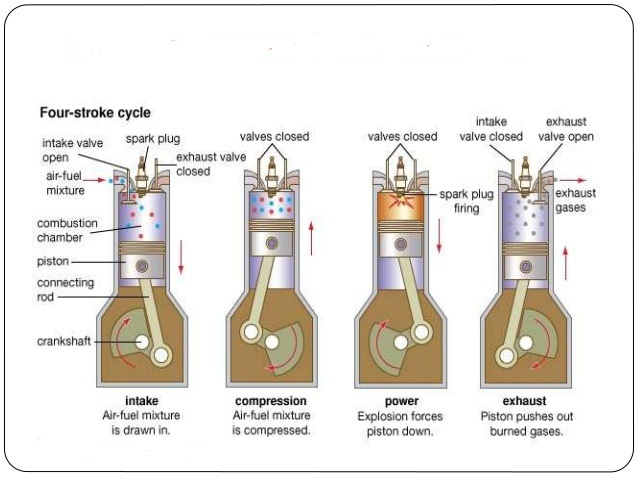 Four-stroke cycle
intake valve
open
spark plug
exhaust valve
closed
air-fuel
mixture
combustion
chamber
piston
connecting
rod
crankshaft
intake
Air-fuel mixture
is drawn in.
valves closed
compression
Air-fuel mixture
is compressed.
valves closed
spark plug
firing
power
Explosion forces
piston down.
intake
valve closed
exhaust
valve open
exhaust
gases
exhaust
Piston pushes out
burned gases.